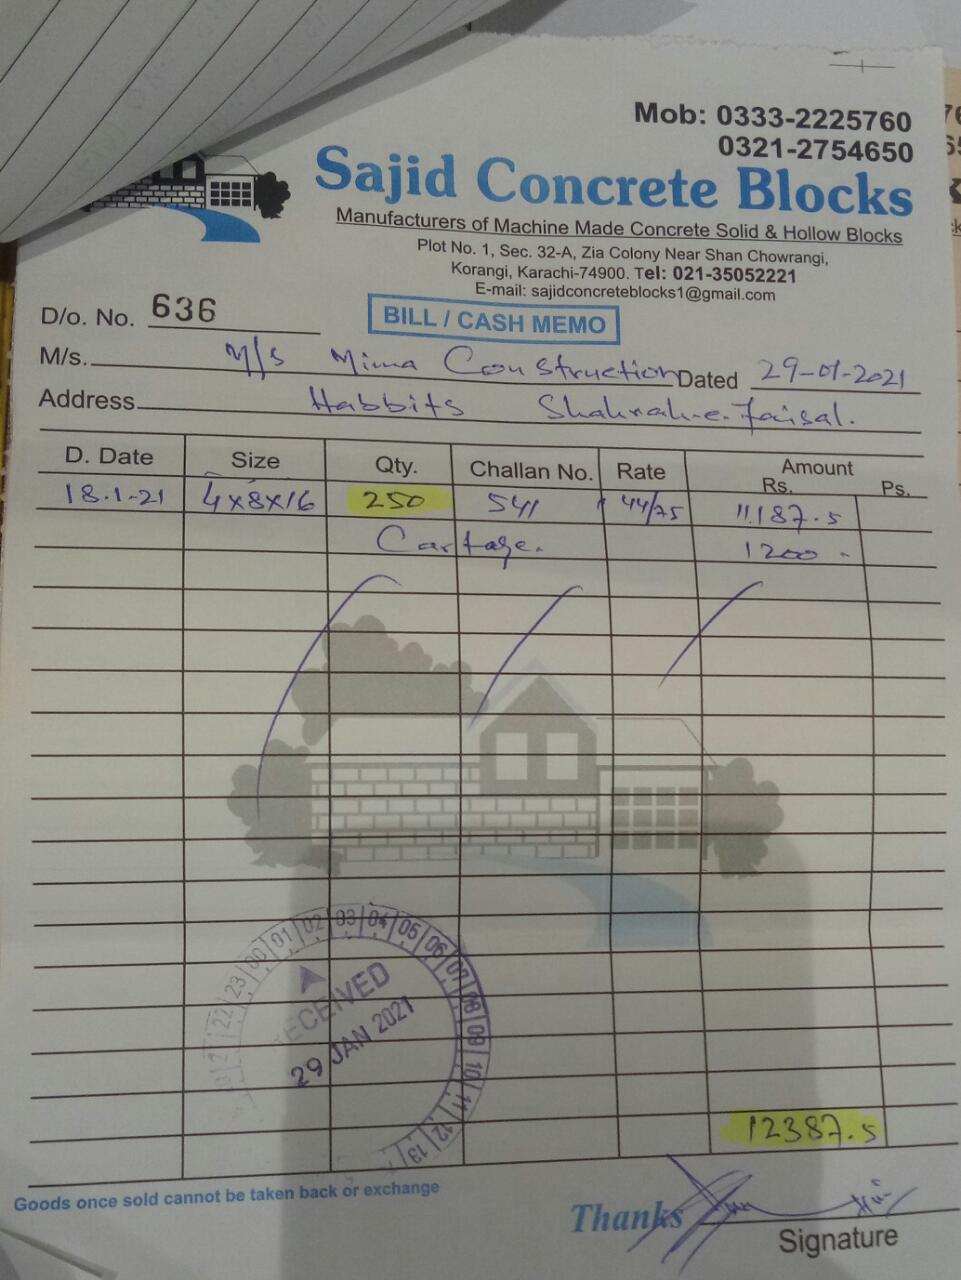 Mob: 0333-2225760
0321-2754650
Sajid Concrete Blocks
Manufacturers of Machine Made Concrete Solid & Hollow Blocks
Plot No. 1, Sec. 32-A, Zia Colony Near Shan Chowrangi,
Korangi, Karachi-74900. Tel: 021-35052221
E-mail: sajidconcreteblocks1@gmail.com
D/o. No. 636
BILL / CASH MEMO
M/s. M/s Mima Construction Dated 29-01-2021
Address Habbits Shahrah-e-Faisal.
D. Date Size Qty. Challan No. Rate Amount
Rs. Ps.
18-1-21 4x8x16 250 541 44/75 11187.5
Cartage. 1200 -
00 01 02 03 04 05 06 07 08 09 10 11 12 13 22 23
RECEIVED
29 JAN 2021
12387.5
Goods once sold cannot be taken back or exchange
Thanks
Signature